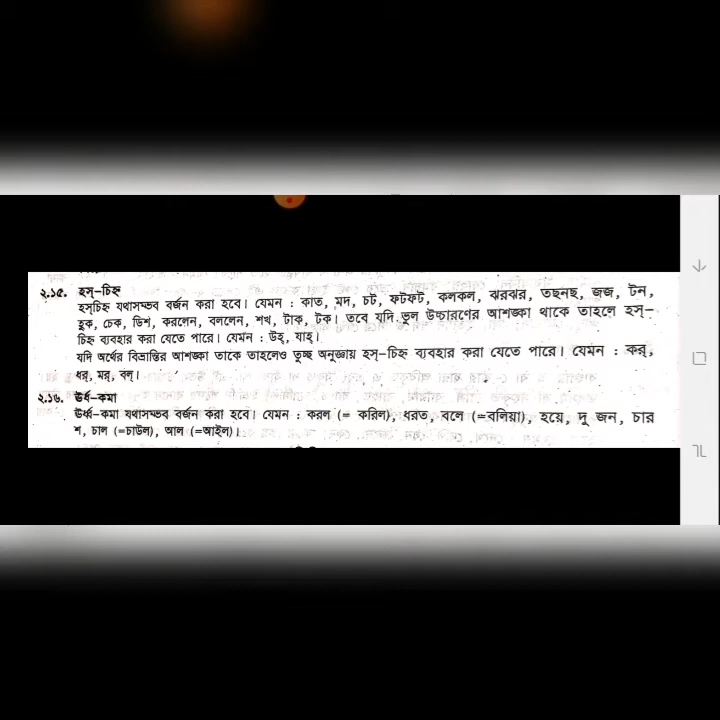 ২.১৫. হস্-চিহ্ন
হস্‌চিহ্ন যথাসম্ভব বর্জন করা হবে। যেমন : কাত, মদ, চট, ফটফট, কলকল, ঝরঝর, তছনছ, জজ, টন,
হুক, চেক, ডিশ, করলেন, বললেন, শখ, টাক, টক। তবে যদি ভুল উচ্চারণের আশঙ্কা থাকে তাহলে হস্-
চিহ্ন ব্যবহার করা যেতে পারে। যেমন : উহ্, যাহ্।
যদি অর্থের বিভ্রান্তির আশঙ্কা তাকে তাহলেও তুচ্ছ অনুজ্ঞায় হস্-চিহ্ন ব্যবহার করা যেতে পারে। যেমন : কর্,
ধর্, মর্, বল্।
২.১৬. ঊর্ধ-কমা
ঊর্ধ্ব-কমা যথাসম্ভব বর্জন করা হবে। যেমন : করল (= করিল), ধরত, বলে (=বলিয়া), হয়ে, দু জন, চার
শ, চাল (=চাউল), আল (=আইল)।